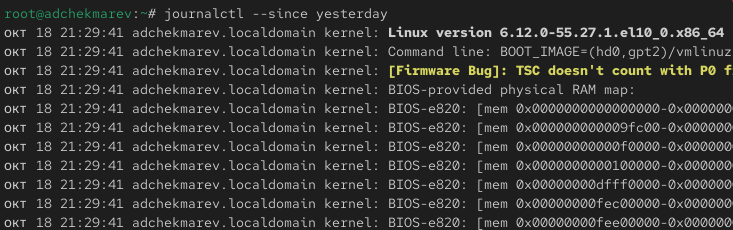 root@adchekmarev:~# journalctl --since yesterday
окт 18 21:29:41 adchekmarev.localdomain kernel: Linux version 6.12.0-55.27.1.el10_0.x86_64
окт 18 21:29:41 adchekmarev.localdomain kernel: Command line: BOOT_IMAGE=(hd0,gpt2)/vmlinuz
окт 18 21:29:41 adchekmarev.localdomain kernel: [Firmware Bug]: TSC doesn't count with P0 f
окт 18 21:29:41 adchekmarev.localdomain kernel: BIOS-provided physical RAM map:
окт 18 21:29:41 adchekmarev.localdomain kernel: BIOS-e820: [mem 0x0000000000000000-0x0000000
окт 18 21:29:41 adchekmarev.localdomain kernel: BIOS-e820: [mem 0x000000000009fc00-0x0000000
окт 18 21:29:41 adchekmarev.localdomain kernel: BIOS-e820: [mem 0x00000000000f0000-0x0000000
окт 18 21:29:41 adchekmarev.localdomain kernel: BIOS-e820: [mem 0x0000000000100000-0x0000000
окт 18 21:29:41 adchekmarev.localdomain kernel: BIOS-e820: [mem 0x00000000dfff0000-0x0000000
окт 18 21:29:41 adchekmarev.localdomain kernel: BIOS-e820: [mem 0x00000000fec00000-0x0000000
окт 18 21:29:41 adchekmarev.localdomain kernel: BIOS-e820: [mem 0x00000000fee00000-0x0000000